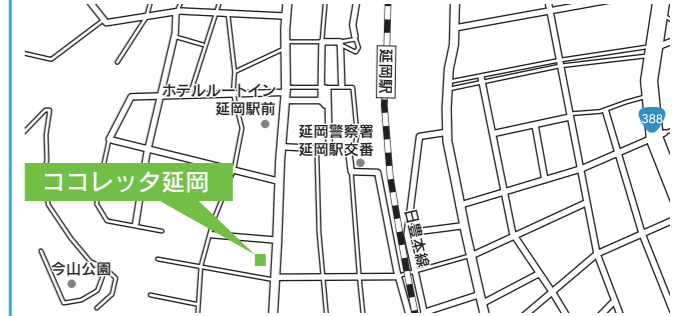 延岡駅
ホテルルートイン
延岡駅前
延岡警察署
延岡駅交番
388
ココレッタ延岡
日豊本線
今山公園